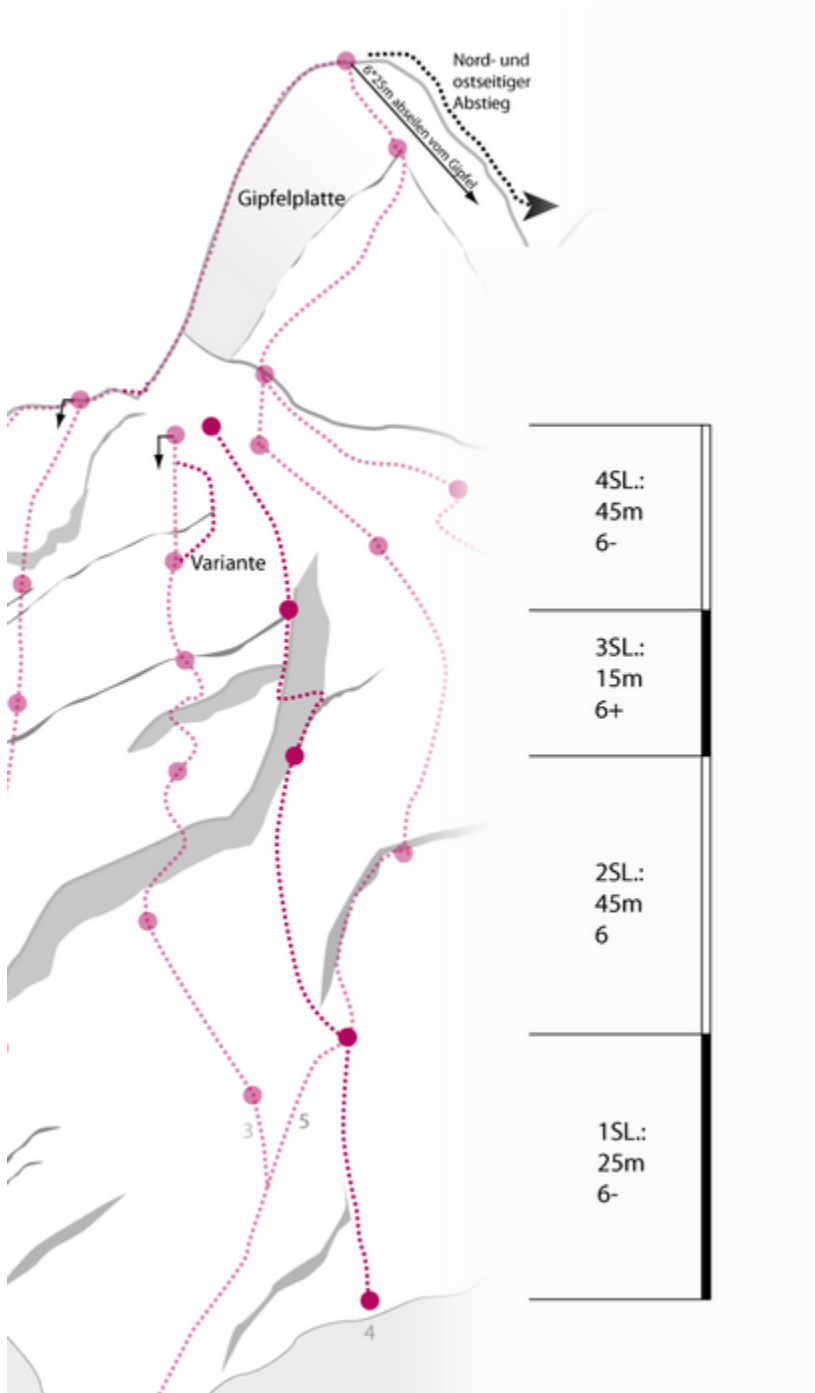 Nord- und
ostseitiger
Abstieg
6*25m abseilen vom Gipfel
Gipfelplatte
Variante
4SL.:
45m
6-
3SL.:
15m
6+
2SL.:
45m
6
1SL.:
25m
6-
3
5
4